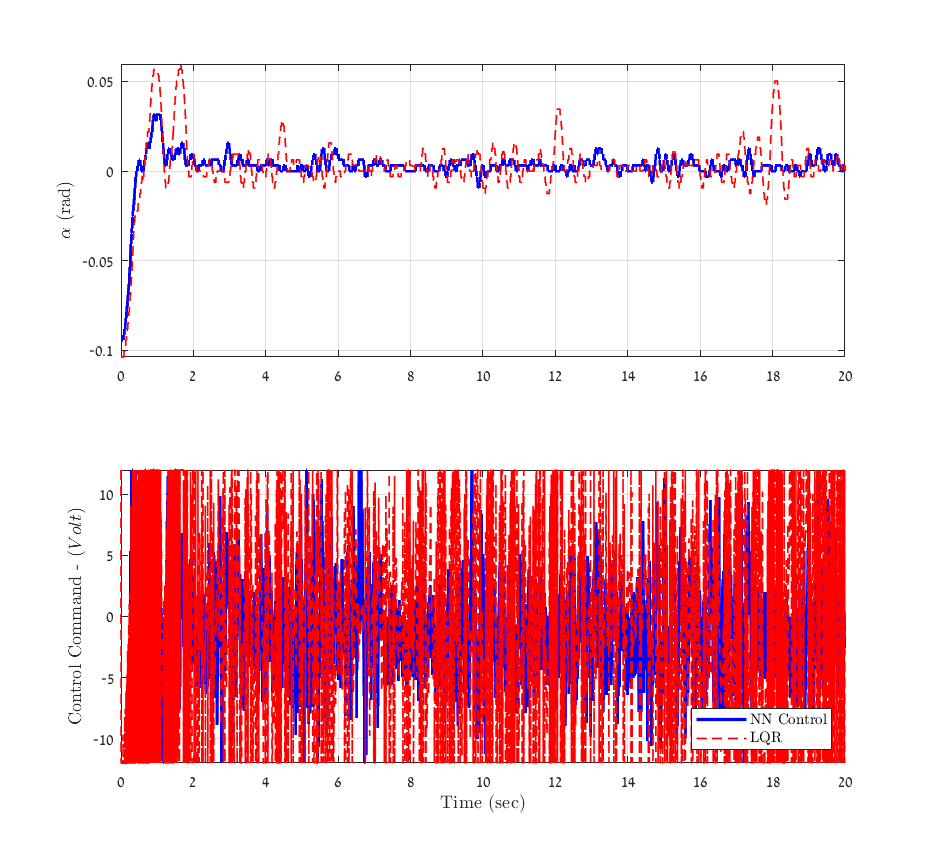 0.05
0
-0.05
-0.1
α (rad)
0 2 4 6 8 10 12 14 16 18 20
10
5
0
-5
-10
Control Command - (Volt)
NN Control
LQR
0 2 4 6 8 10 12 14 16 18 20
Time (sec)